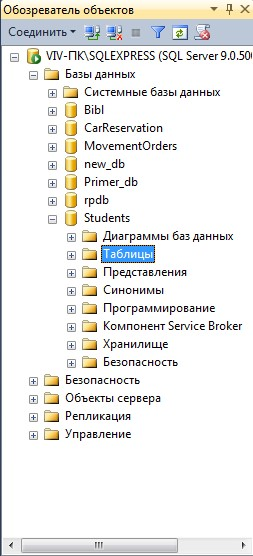 Обозреватель объектов
Соединить
VIV-ПК\SQLEXPRESS (SQL Server 9.0.500
Базы данных
Системные базы данных
Bibl
CarReservation
MovementOrders
new_db
Primer_db
rpdb
Students
Диаграммы баз данных
Таблицы
Представления
Синонимы
Программирование
Компонент Service Broker
Хранилище
Безопасность
Безопасность
Объекты сервера
Репликация
Управление